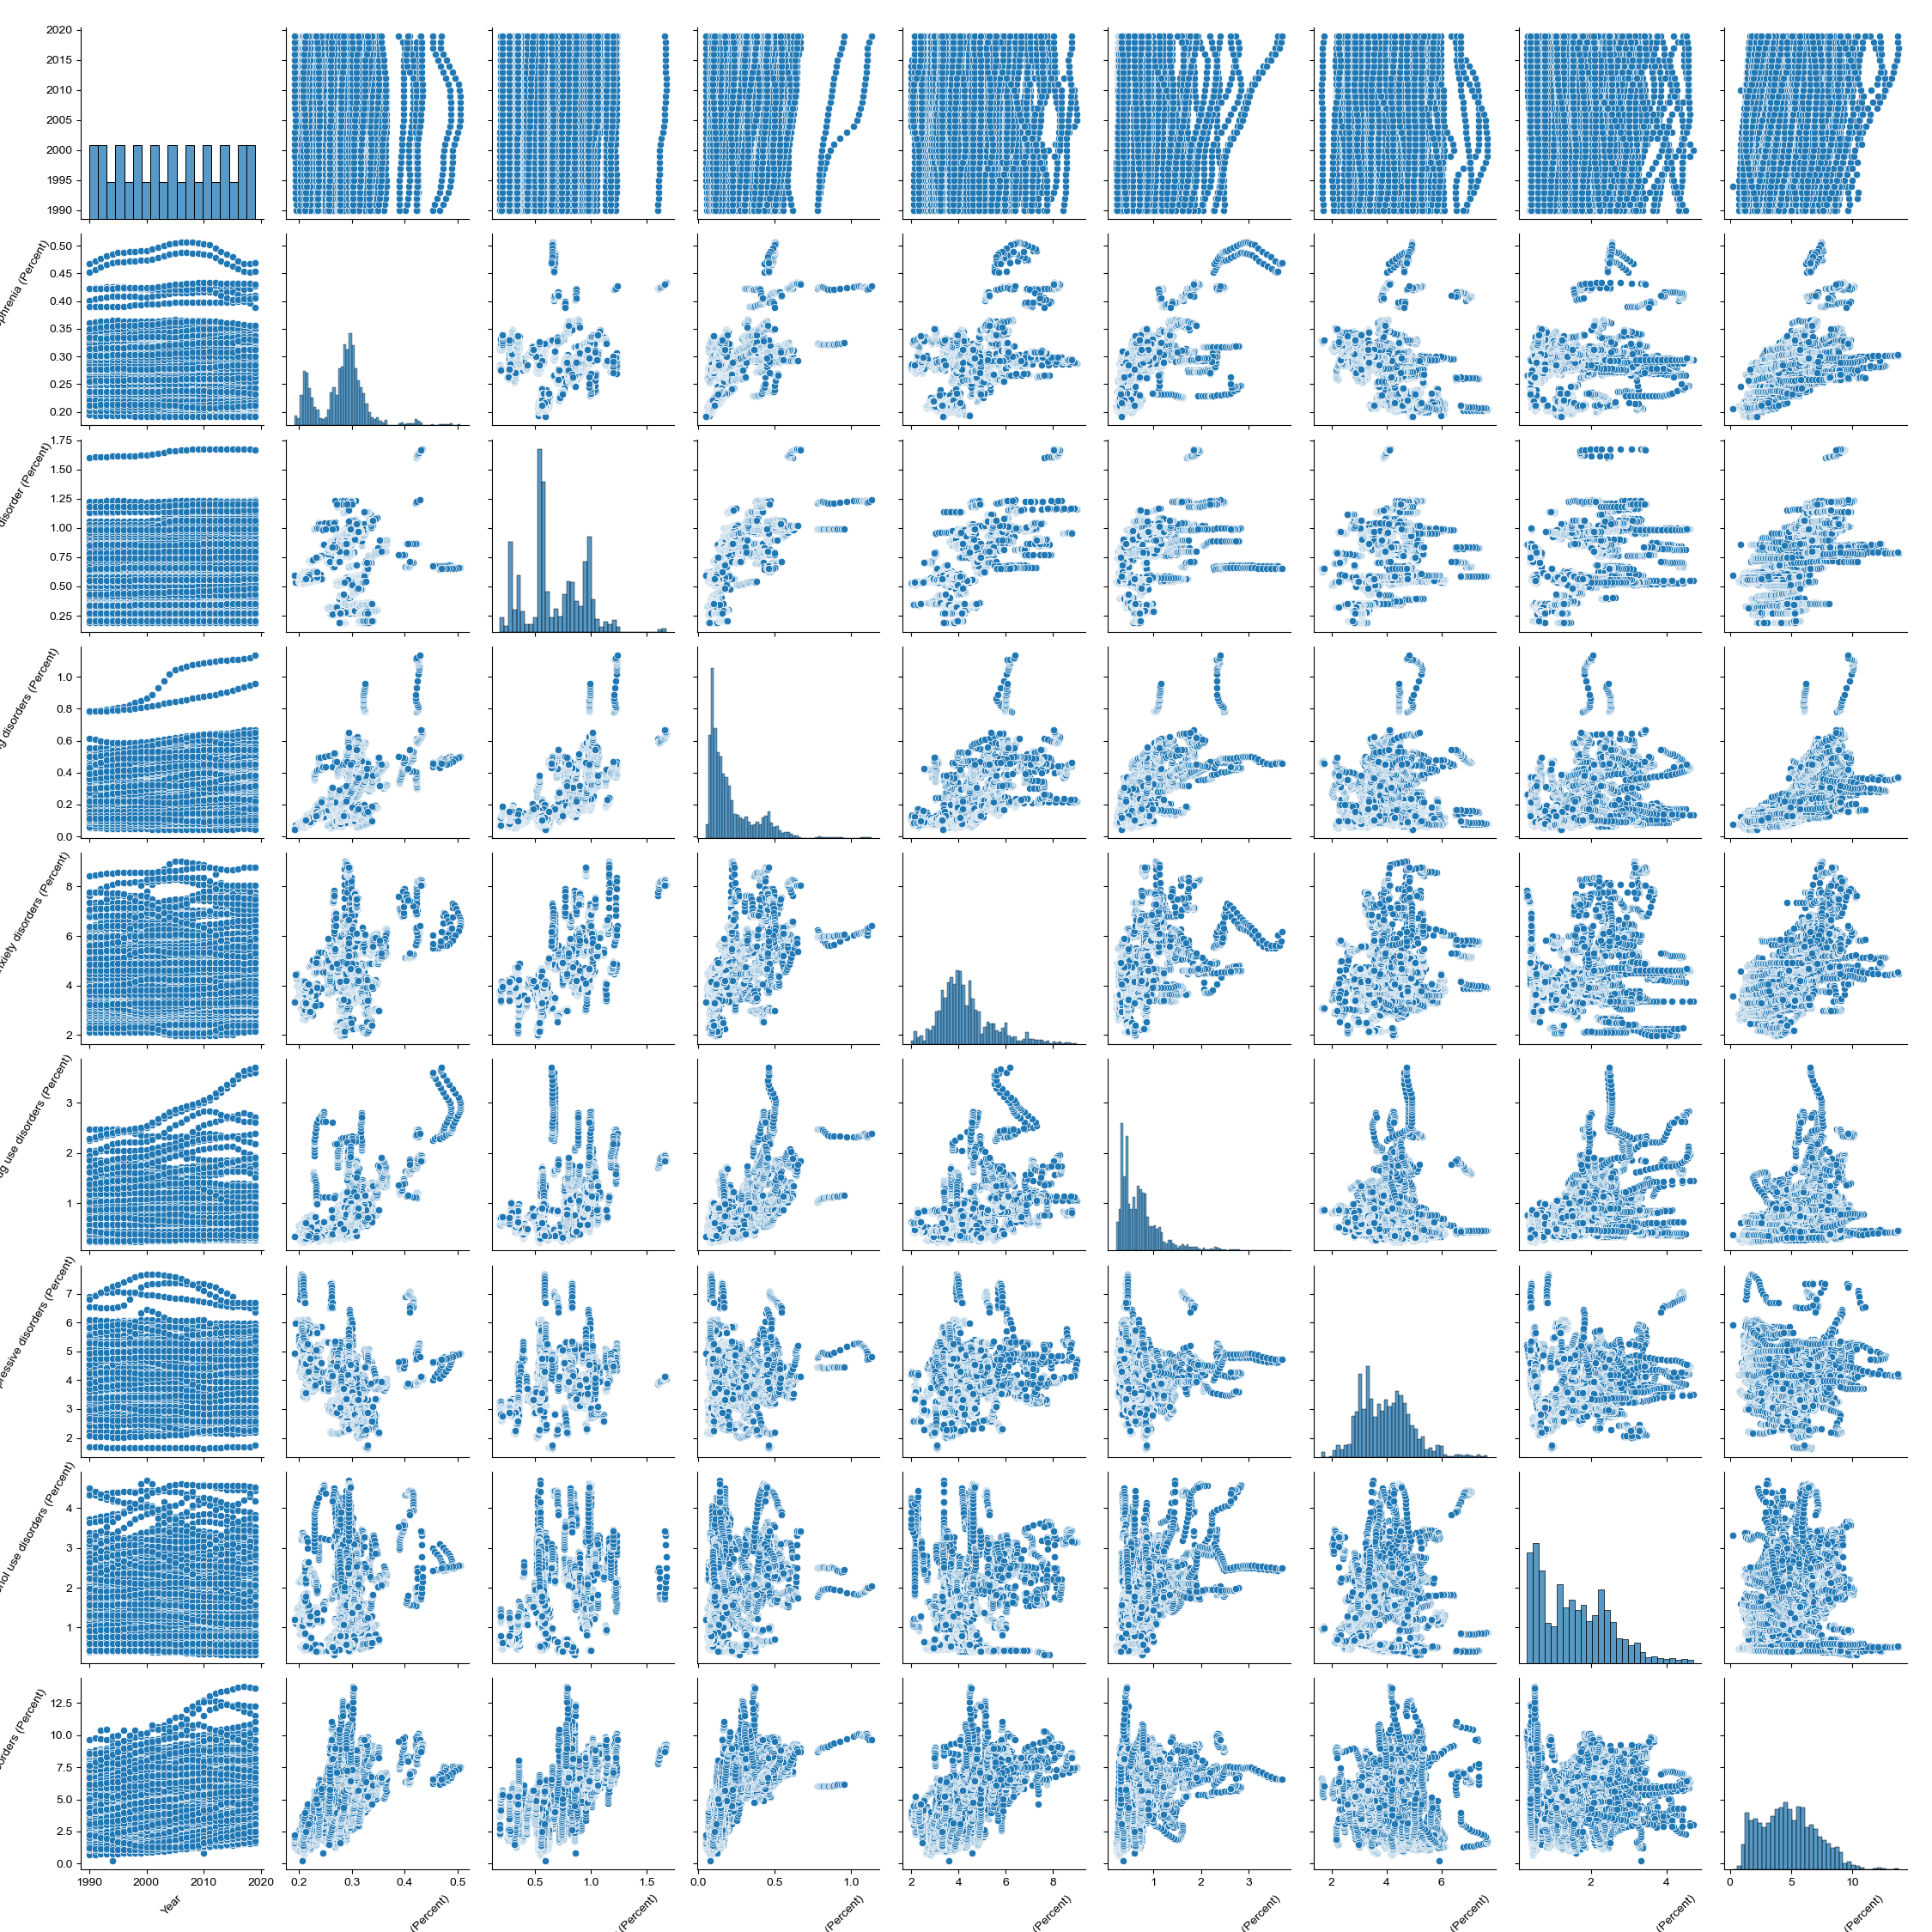 2020
2015
2010
2005
2000
1995
1990
ophrenia (Percent)
0.50
0.45
0.40
0.35
0.30
0.25
0.20
disorder (Percent)
1.75
1.50
1.25
1.00
0.75
0.50
0.25
g disorders (Percent)
1.0
0.8
0.6
0.4
0.2
0.0
nxiety disorders (Percent)
8
6
4
2
ug use disorders (Percent)
3
2
1
pressive disorders (Percent)
7
6
5
4
3
2
hol use disorders (Percent)
4
3
2
1
orders (Percent)
12.5
10.0
7.5
5.0
2.5
0.0
1990 2000 2010 2020
0.2 0.3 0.4 0.5
0.5 1.0 1.5
0.0 0.5 1.0
2 4 6 8
1 2 3
2 4 6
2 4
0 5 10
Year
(Percent)
(Percent)
(Percent)
(Percent)
(Percent)
(Percent)
(Percent)
(Percent)